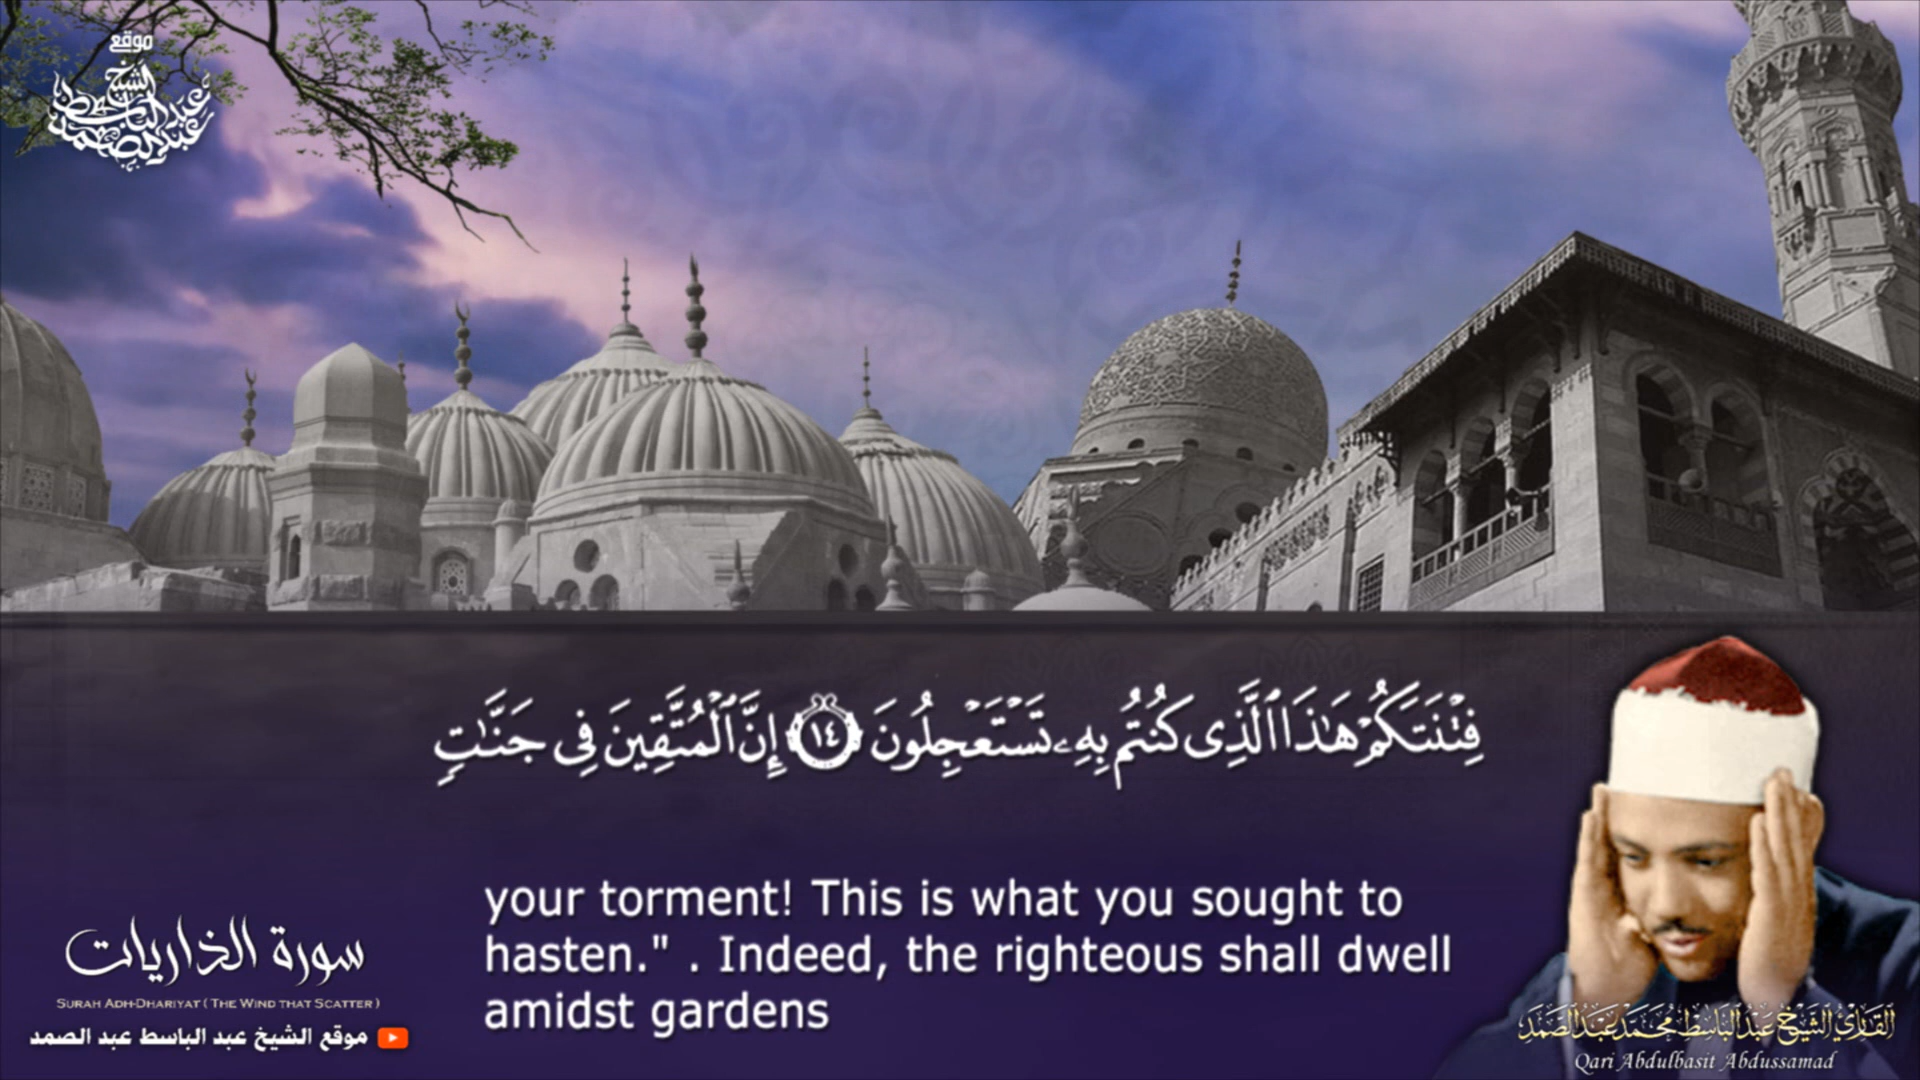 موقع
الشيخ
عبد الباسط
عبد الصمد
فِتْنَتَكُمْ هَٰذَا ٱلَّذِى كُنتُم بِهِۦ تَسْتَعْجِلُونَ ١٤ إِنَّ ٱلْمُتَّقِينَ فِى جَنَّٰتٍ
your torment! This is what you sought to
hasten." . Indeed, the righteous shall dwell
amidst gardens
سورة الذاريات
SURAH ADH-DHARIYAT ( THE WIND THAT SCATTER )
موقع الشيخ عبد الباسط عبد الصمد
القارئ الشيخ عبد الباسط محمد عبد الصمد
Qari Abdulbasit Abdussamad